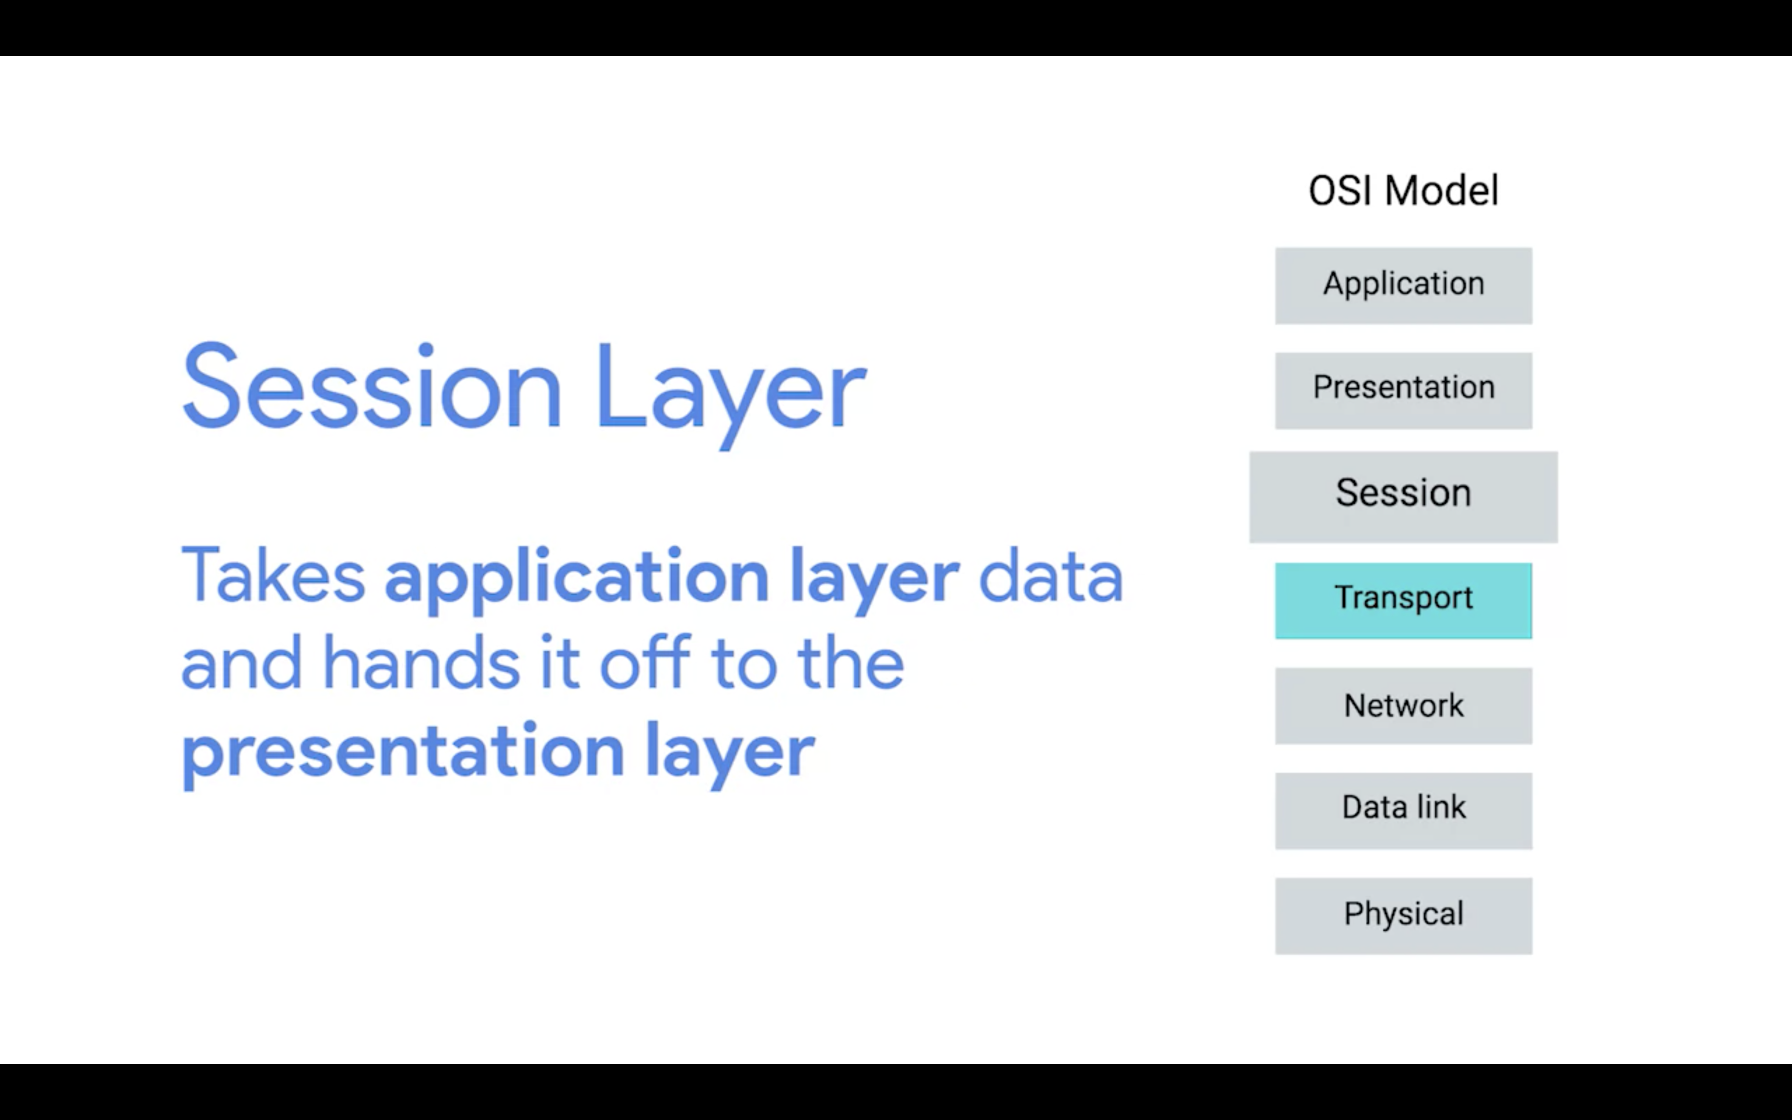 Session Layer
Takes application layer data
and hands it off to the
presentation layer
OSI Model
Application
Presentation
Session
Transport
Network
Data link
Physical